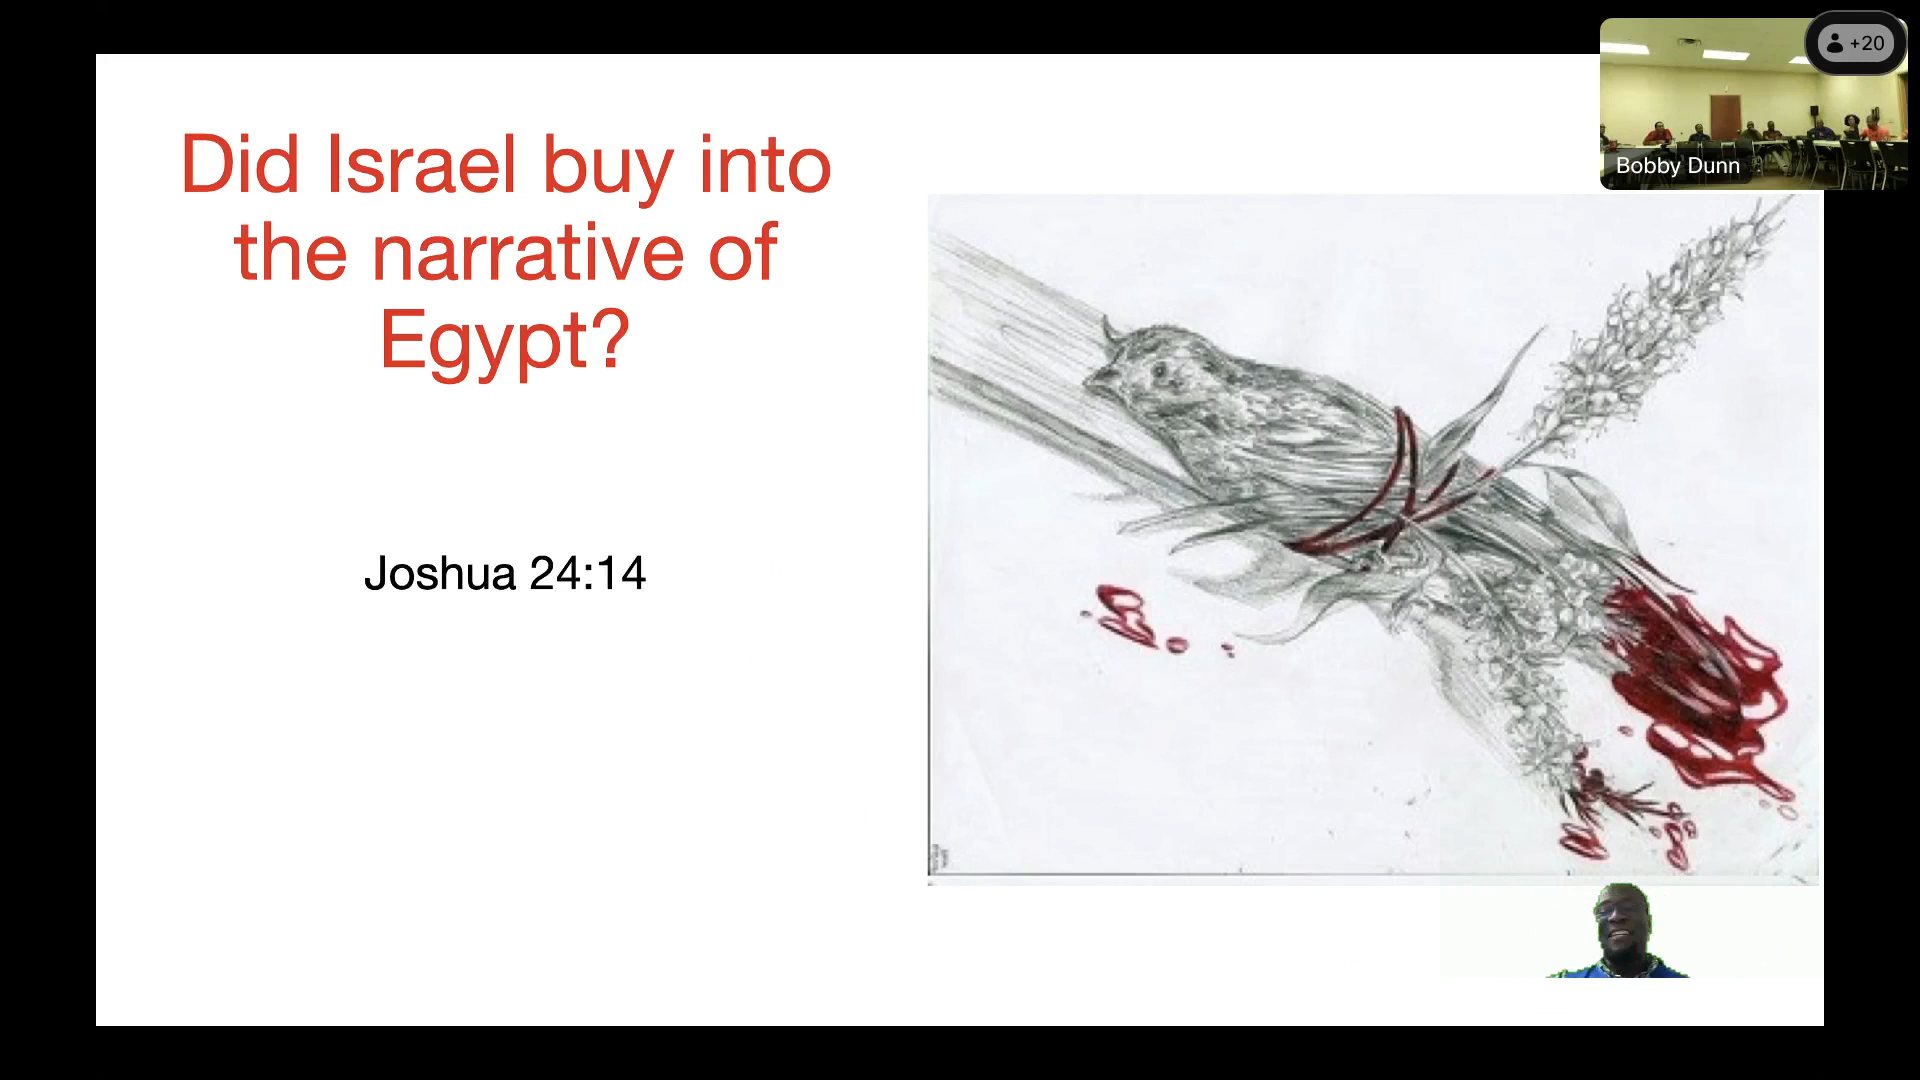 Did Israel buy into
the narrative of
Egypt?
Joshua 24:14
+20
Bobby Dunn